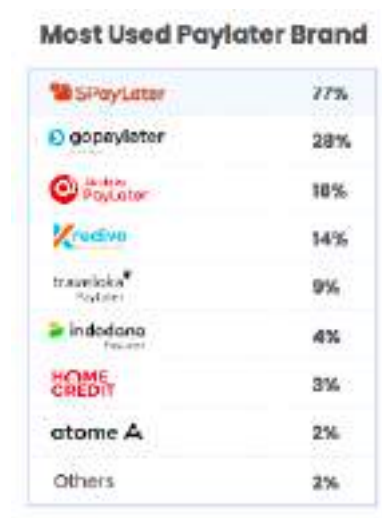 Most Used Paylater Brand
SPayLater 77%
gopaylater 28%
PayLater 18%
Kredivo 14%
traveloka 9%
PayLater
indodana 4%
PayLater
HOME CREDIT 3%
atome A 2%
Others 2%